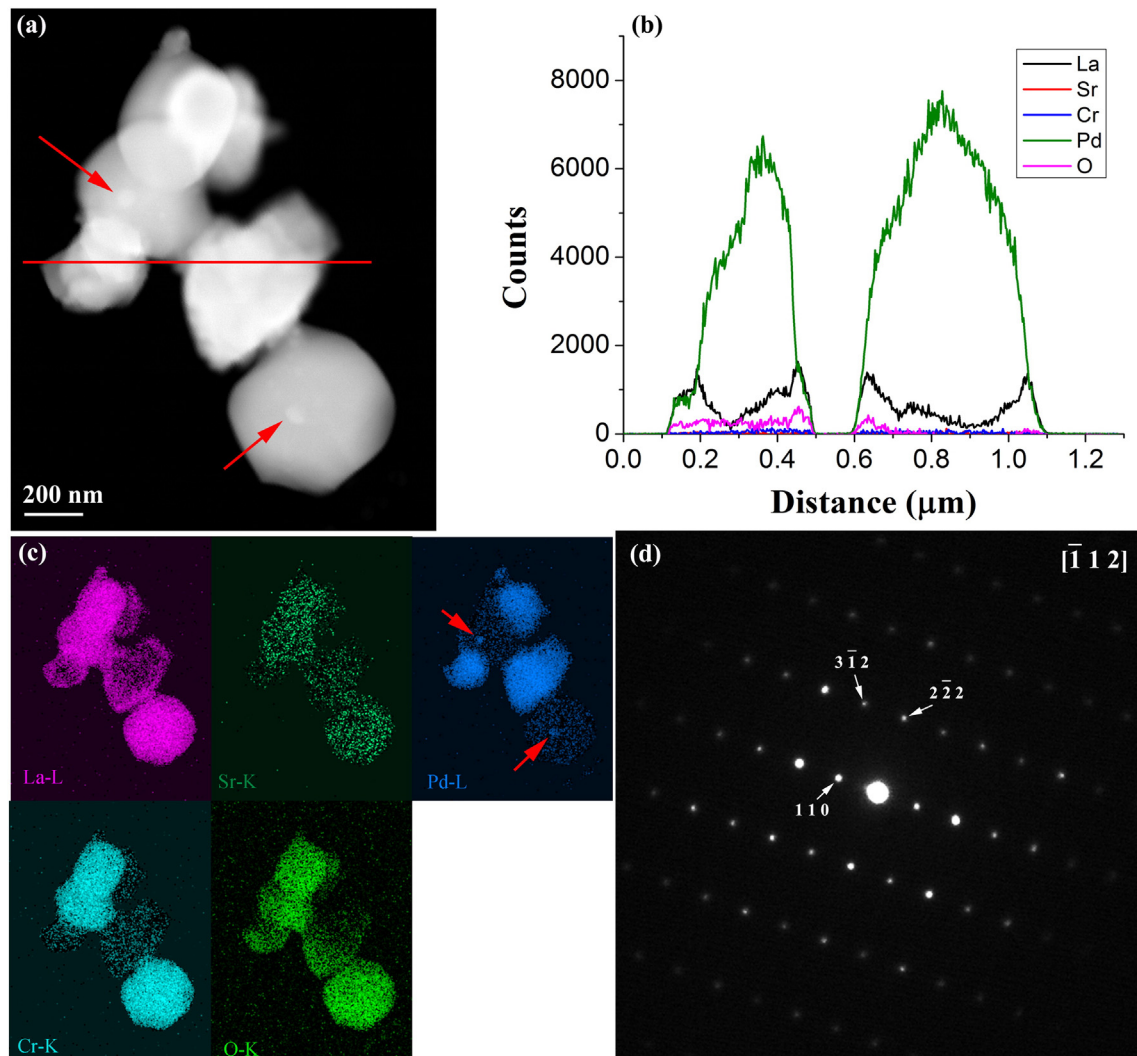 (a)
200 nm
(b)
8000
6000
4000
2000
0
Counts
La
Sr
Cr
Pd
O
0.0 0.2 0.4 0.6 0.8 1.0 1.2
Distance (μm)
(c)
La-L
Sr-K
Pd-L
Cr-K
O-K
(d)
[1̅ 1 2]
3 1̅ 2
2 2̅ 2
1 1 0